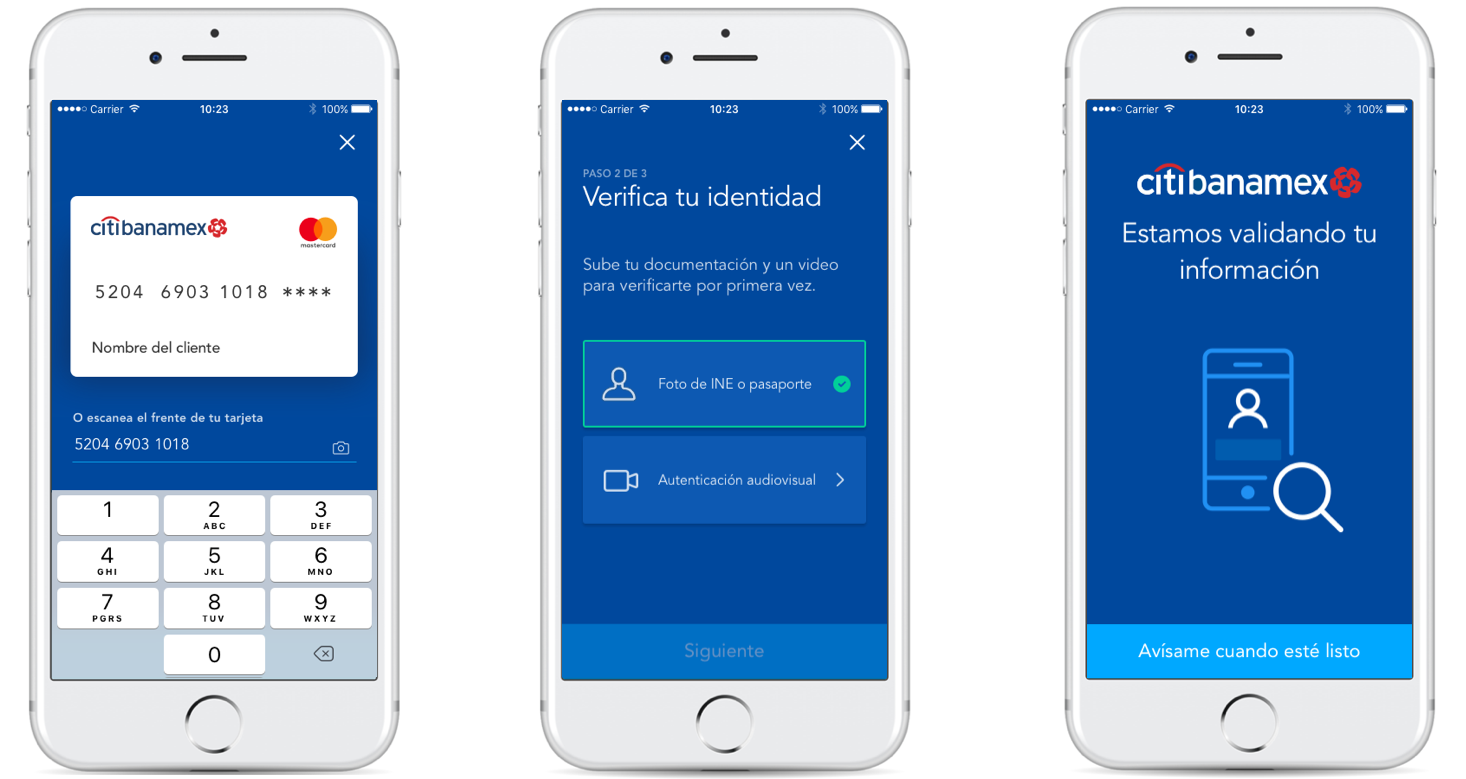 Carrier 10:23 100%
citibanamex
mastercard
5204 6903 1018 ****
Nombre del cliente
O escanea el frente de tu tarjeta
5204 6903 1018
1 2 3
ABC DEF
4 5 6
GHI JKL MNO
7 8 9
PGRS TUV WXYZ
0
Carrier 10:23 100%
PASO 2 DE 3
Verifica tu identidad
Sube tu documentación y un video
para verificarte por primera vez.
Foto de INE o pasaporte
Autenticación audiovisual
Siguiente
Carrier 10:23 100%
citibanamex
Estamos validando tu
información
Avísame cuando esté listo